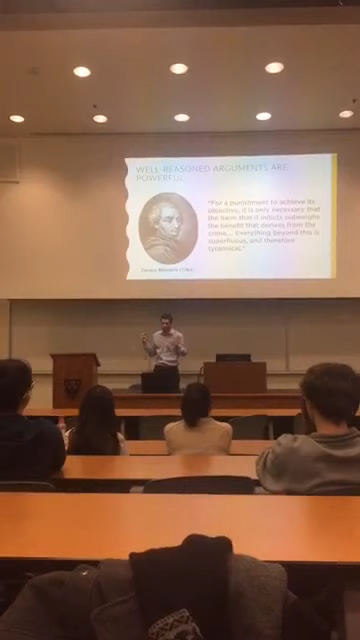 WELL-REASONED ARGUMENTS ARE
POWERFUL
"For a punishment to achieve its
objective, it is only necessary that
the harm that it inflicts outweighs
the benefit that derives from the
crime.... Everything beyond this is
superfluous, and therefore
tyrannical."